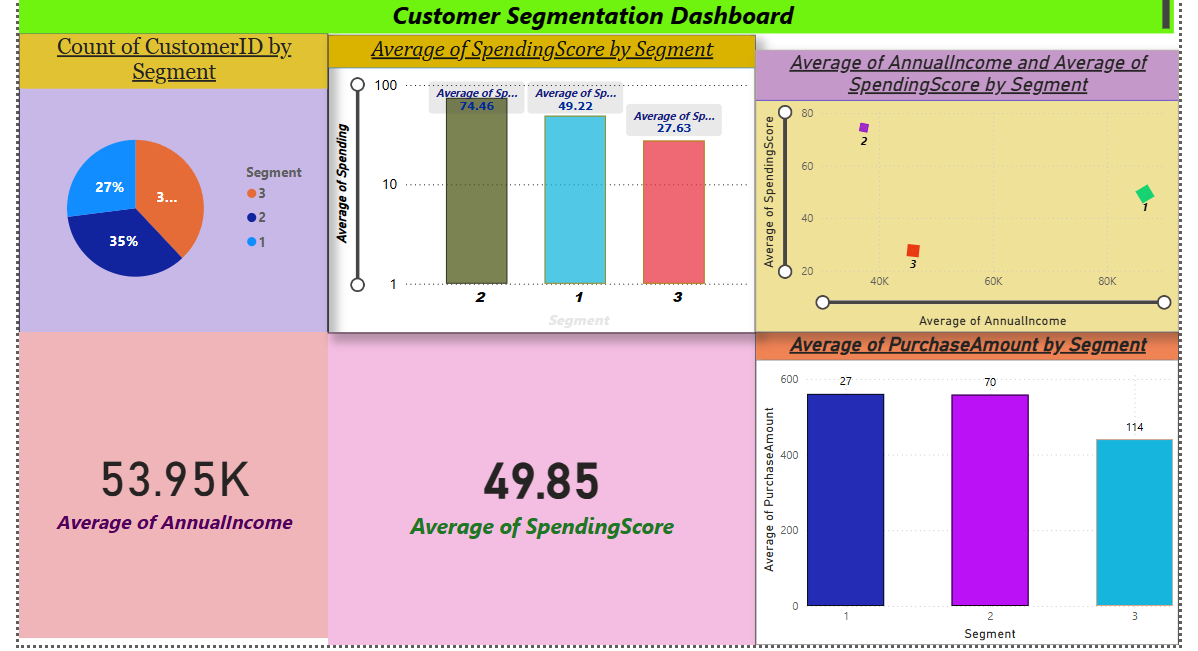 Customer Segmentation Dashboard
Count of CustomerID by
Segment
27%
3...
35%
Segment
3
2
1
Average of SpendingScore by Segment
Average of Spending
100
10
1
Average of Sp...
74.46
Average of Sp...
49.22
Average of Sp...
27.63
2
1
3
Segment
Average of AnnualIncome and Average of
SpendingScore by Segment
Average of SpendingScore
80
60
40
20
2
1
3
40K
60K
80K
Average of AnnualIncome
53.95K
Average of AnnualIncome
49.85
Average of SpendingScore
Average of PurchaseAmount by Segment
Average of PurchaseAmount
600
400
200
0
27
70
114
1
2
3
Segment